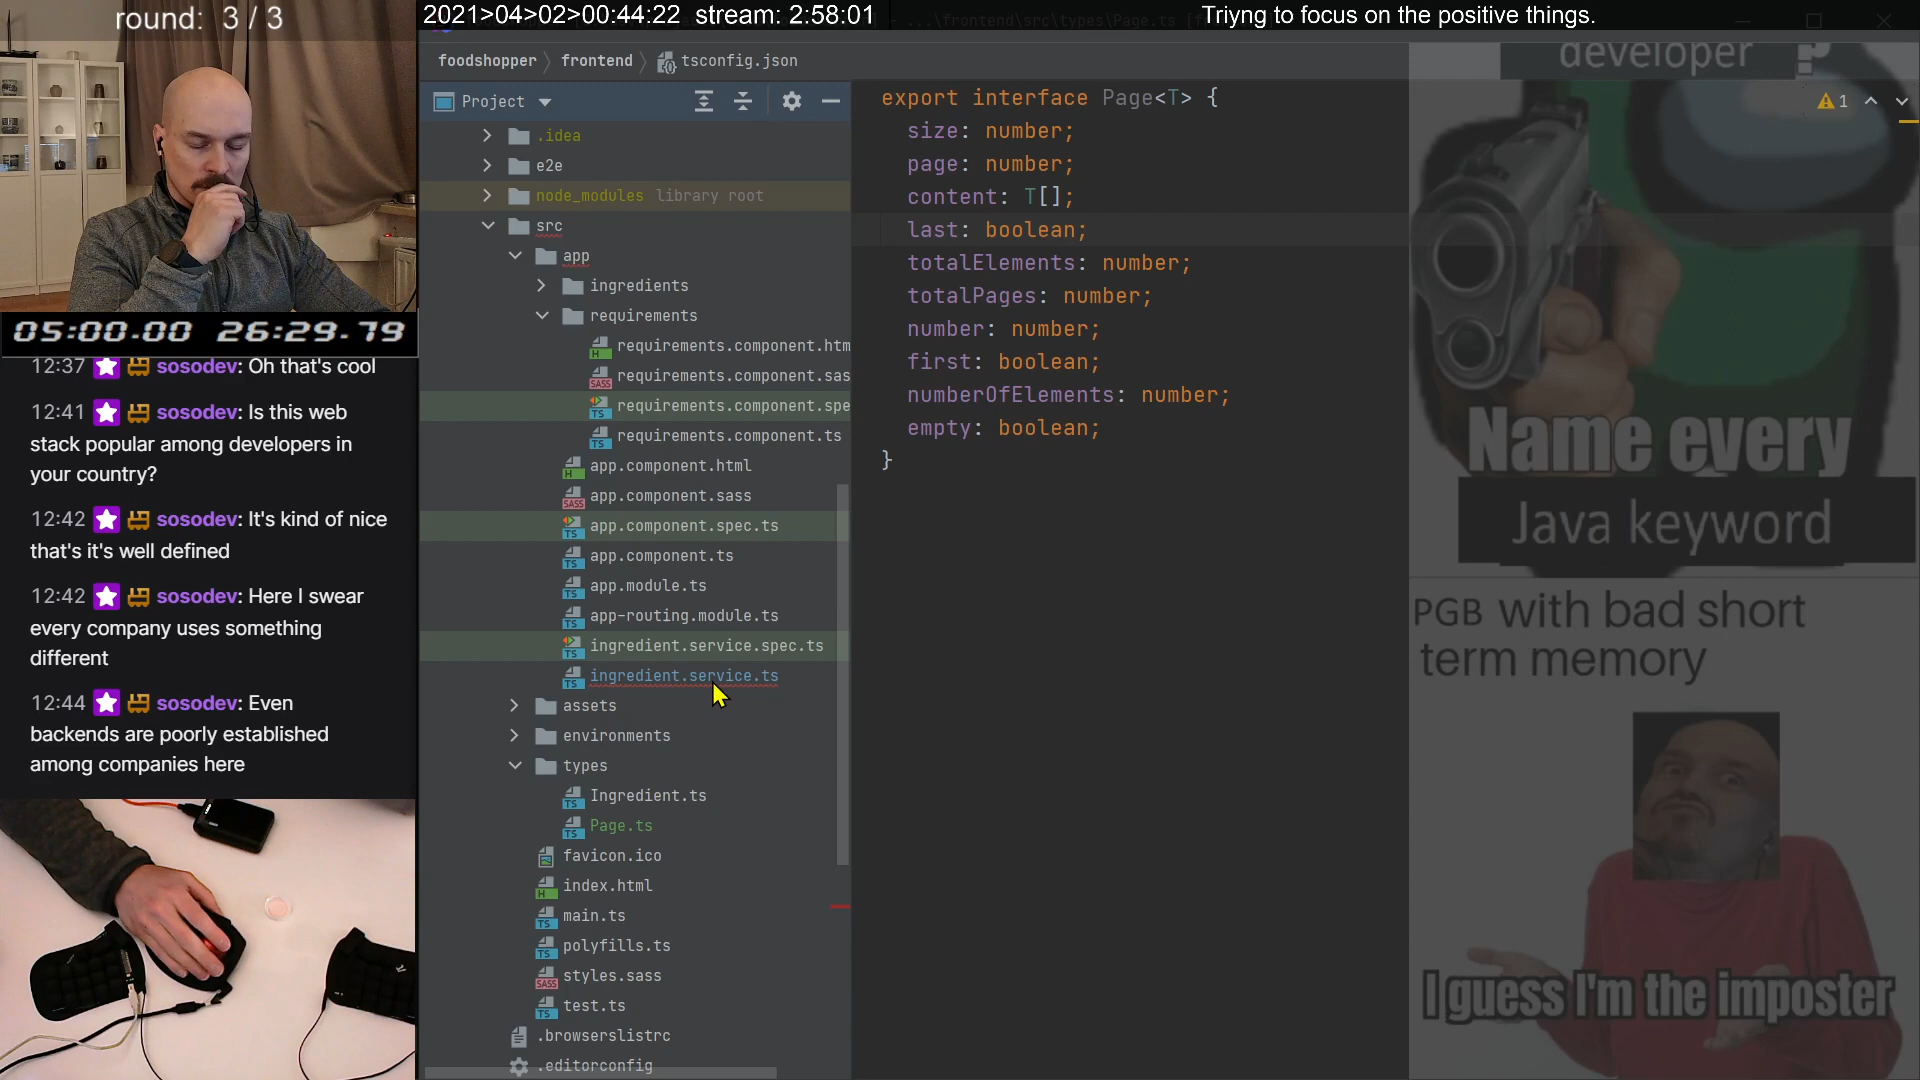 round: 3 / 3
2021>04>02>00:44:22 stream: 2:58:01
...\frontend\src\types\Page.ts
Triyng to focus on the positive things.
foodshopper
frontend
tsconfig.json
Project
.idea
e2e
node_modules library root
src
app
ingredients
requirements
requirements.component.htm
requirements.component.sas
requirements.component.spe
requirements.component.ts
app.component.html
app.component.sass
app.component.spec.ts
app.component.ts
app.module.ts
app-routing.module.ts
ingredient.service.spec.ts
ingredient.service.ts
assets
environments
types
Ingredient.ts
Page.ts
favicon.ico
index.html
main.ts
polyfills.ts
styles.sass
test.ts
.browserslistrc
.editorconfig
export interface Page<T> {
size: number;
page: number;
content: T[];
last: boolean;
totalElements: number;
totalPages: number;
number: number;
first: boolean;
numberOfElements: number;
empty: boolean;
}
1
05:00.00 26:29.79
12:37 sosodev: Oh that's cool
12:41 sosodev: Is this web
stack popular among developers in
your country?
12:42 sosodev: It's kind of nice
that's it's well defined
12:42 sosodev: Here I swear
every company uses something
different
12:44 sosodev: Even
backends are poorly established
among companies here
developer ?
Name every
Java keyword
PGB with bad short
term memory
I guess I'm the imposter